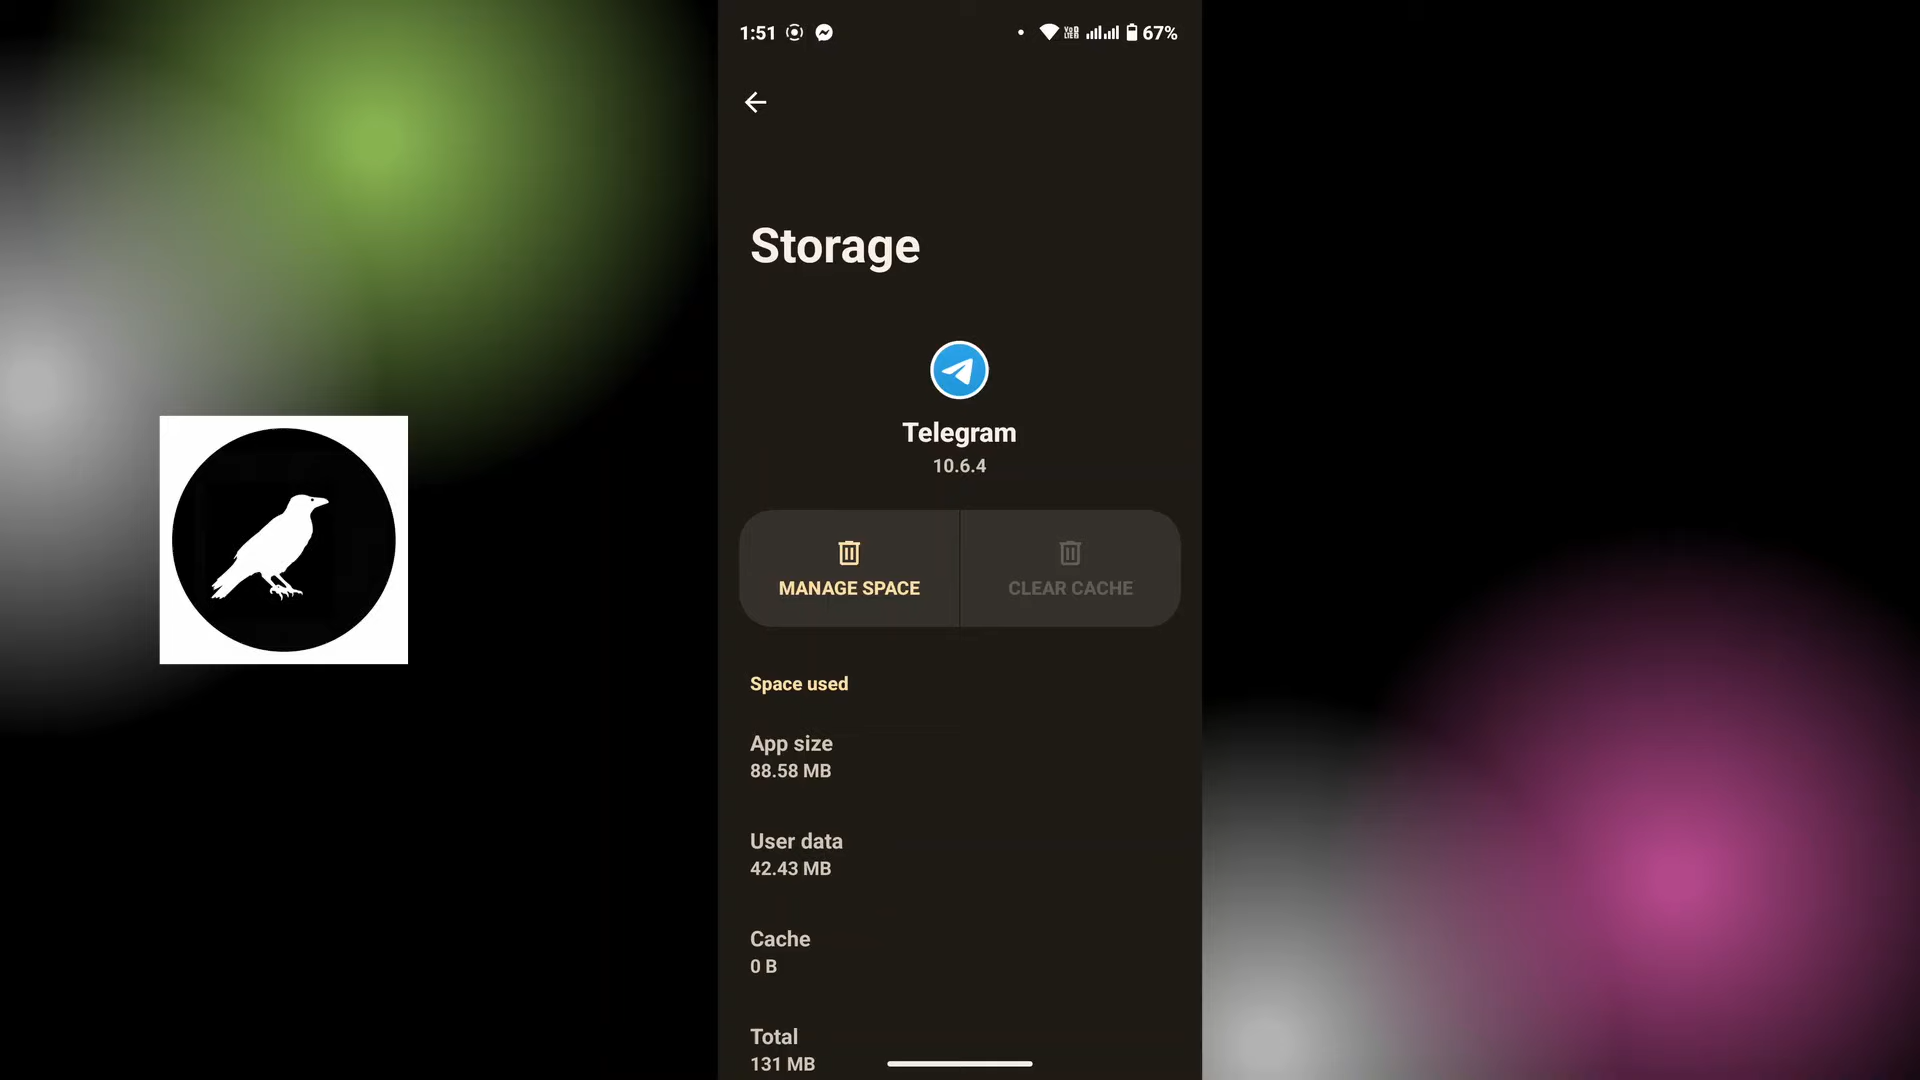 1:51
67%
Storage
Telegram
10.6.4
MANAGE SPACE
CLEAR CACHE
Space used
App size
88.58 MB
User data
42.43 MB
Cache
0 B
Total
131 MB